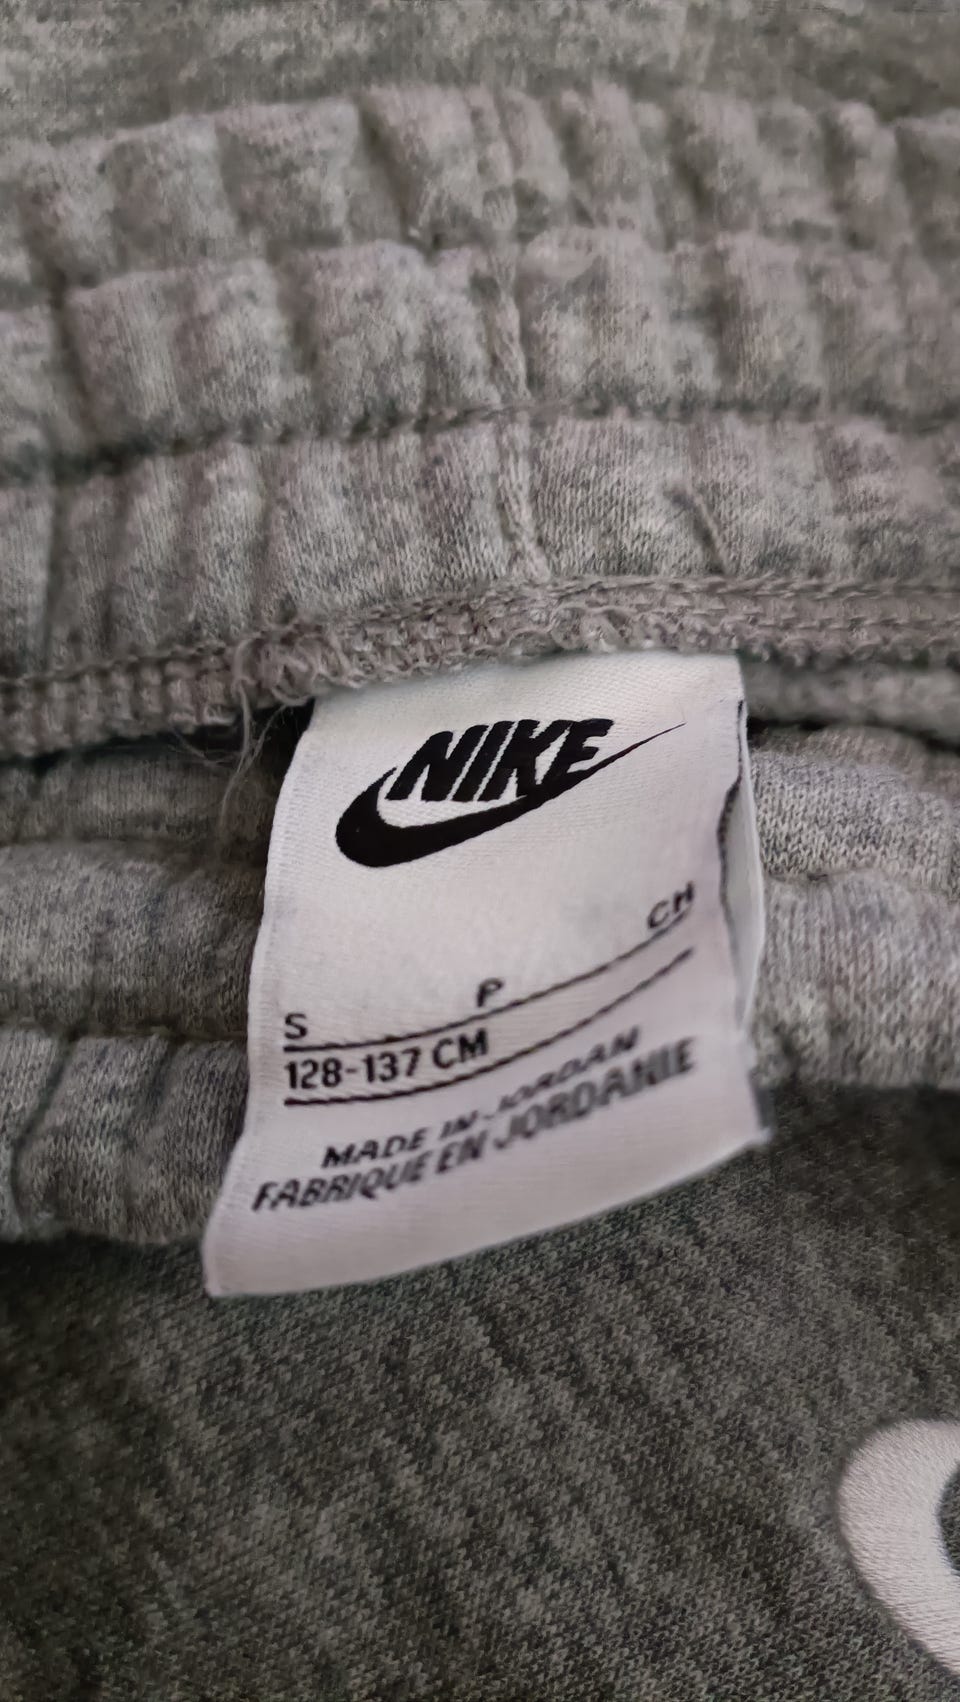 NIKE
S P CH
128-137 CM
MADE IN JORDAN
FABRIQUE EN JORDANIE